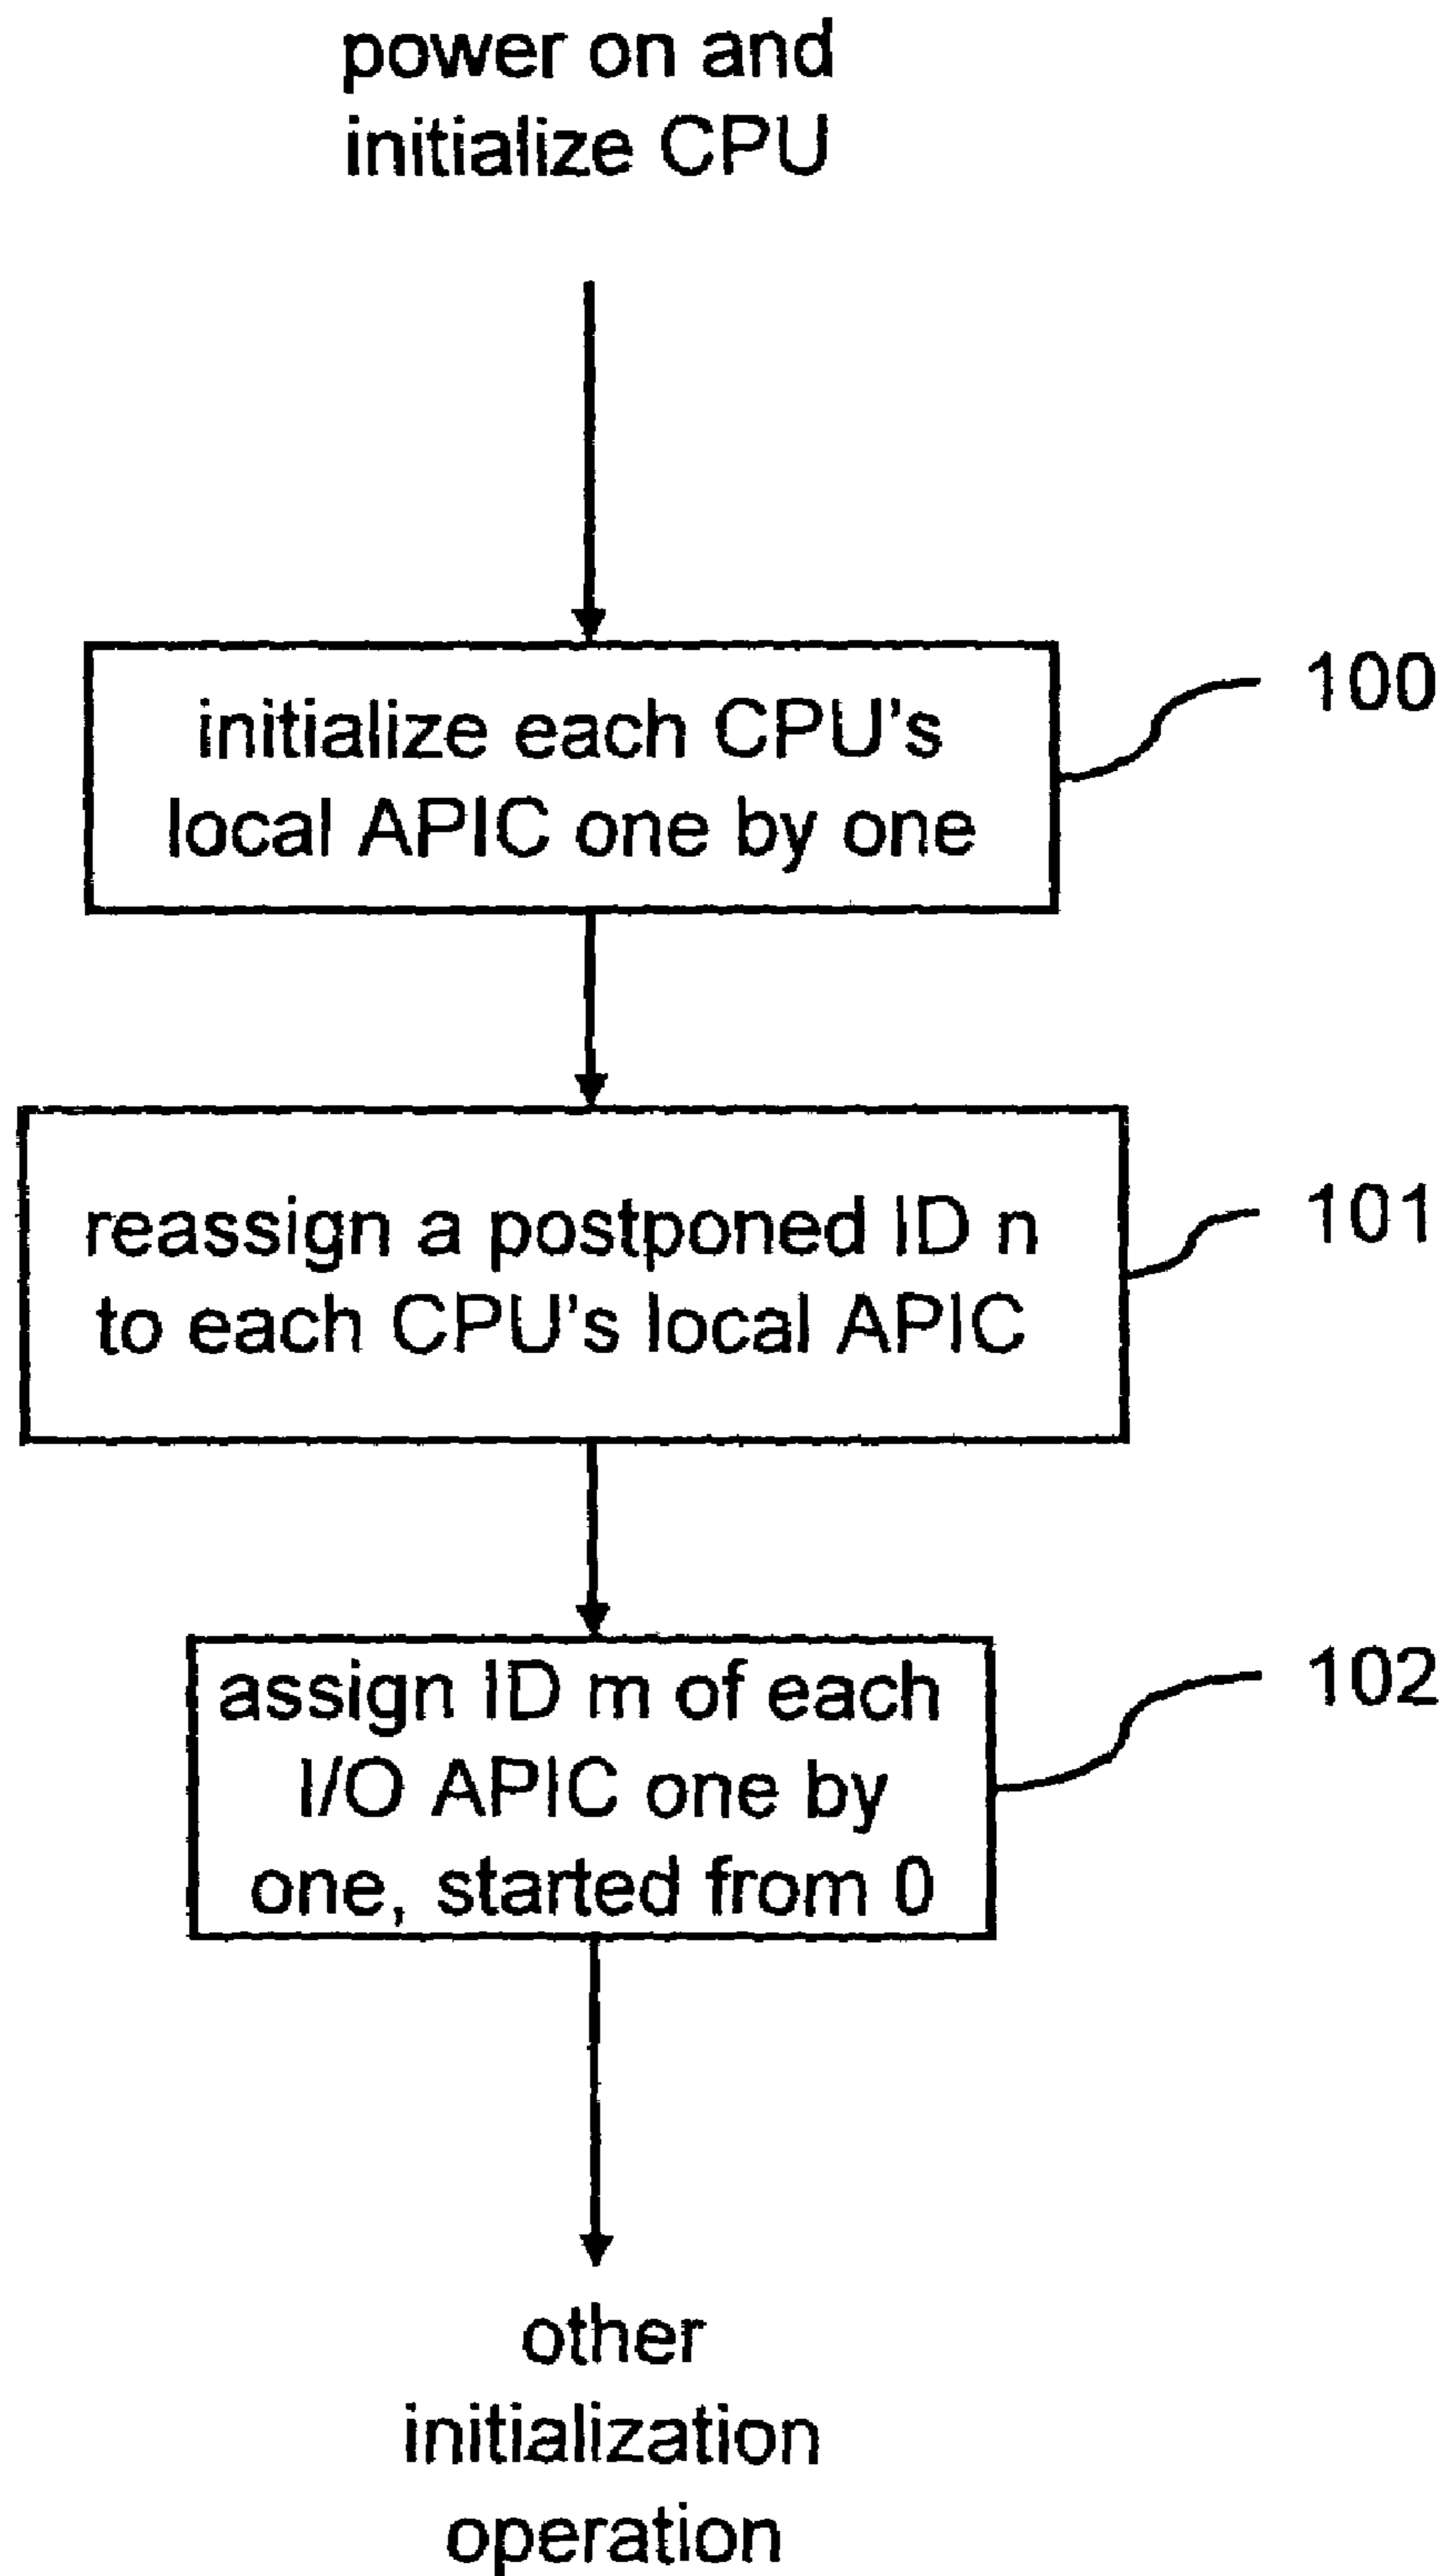 power on and
initialize CPU
initialize each CPU's
local APIC one by one
100
reassign a postponed ID n
to each CPU's local APIC
101
assign ID m of each
I/O APIC one by
one, started from 0
102
other
initialization
operation